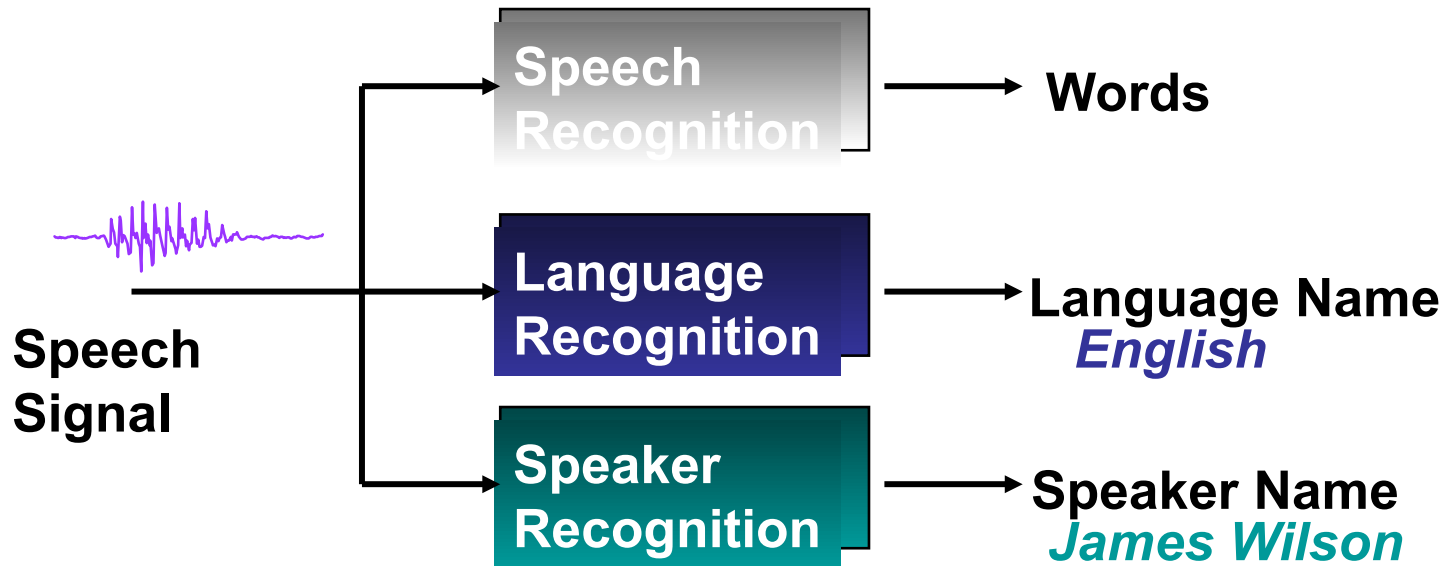 Speech
Recognition
Words
Speech
Signal
Language
Recognition
Language Name
English
Speaker
Recognition
Speaker Name
James Wilson